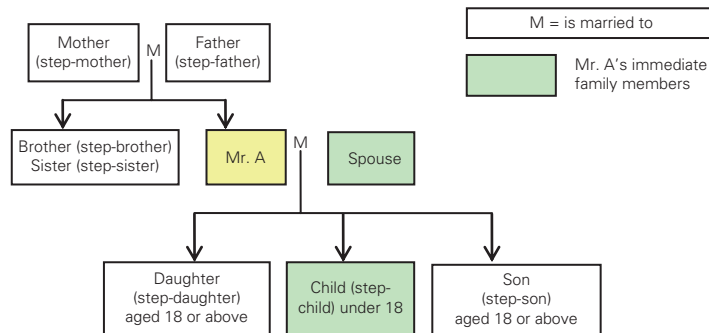 Mother
(step-mother)
M
Father
(step-father)
M = is married to
Mr. A's immediate
family members
Brother (step-brother)
Sister (step-sister)
Mr. A
M
Spouse
Daughter
(step-daughter)
aged 18 or above
Child (step-
child) under 18
Son
(step-son)
aged 18 or above